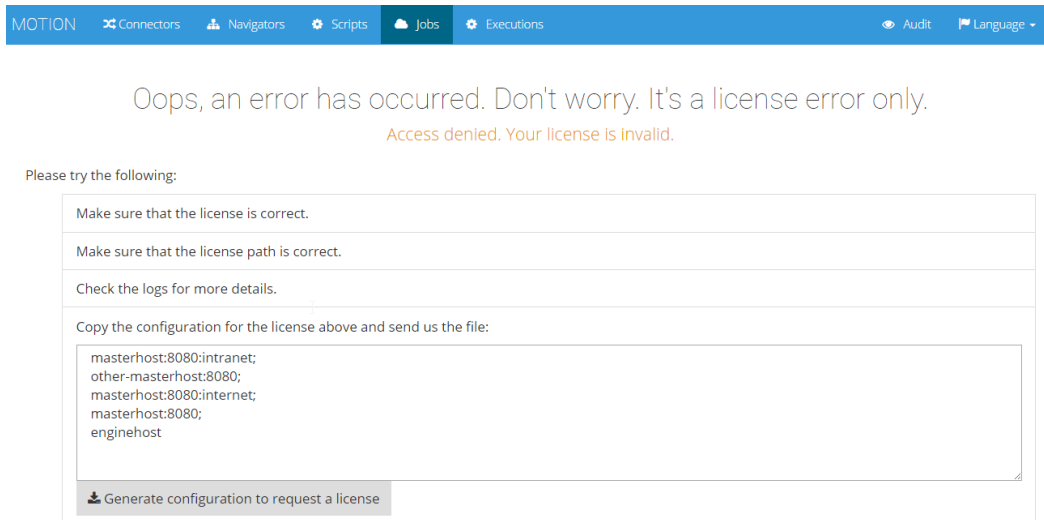 MOTION Connectors Navigators Scripts Jobs Executions Audit Language
Oops, an error has occurred. Don't worry. It's a license error only.
Access denied. Your license is invalid.
Please try the following:
Make sure that the license is correct.
Make sure that the license path is correct.
Check the logs for more details.
Copy the configuration for the license above and send us the file:
masterhost:8080:intranet;
other-masterhost:8080;
masterhost:8080:internet;
masterhost:8080;
enginehost
Generate configuration to request a license